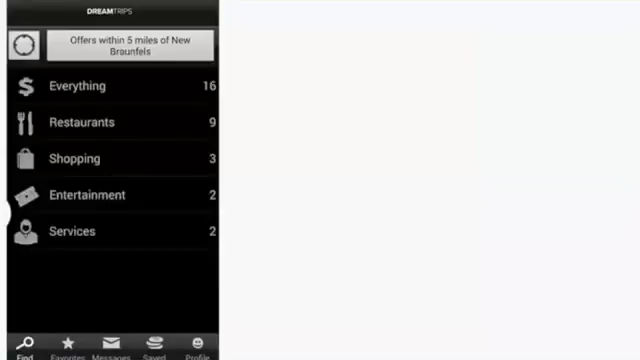 DREAMTRIPS
Offers within 5 miles of New
Braunfels
Everything 16
Restaurants 9
Shopping 3
Entertainment 2
Services 2
Find Favorites Messages Saved Profile